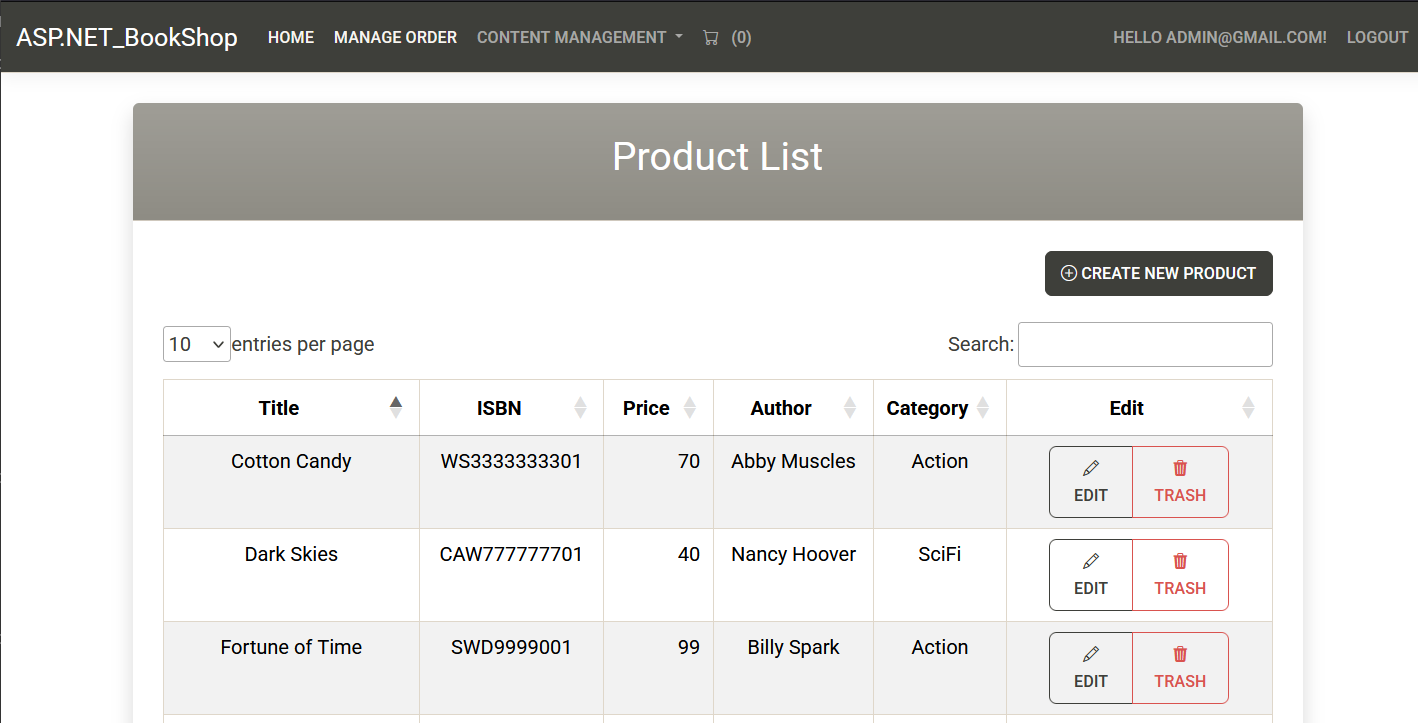 ASP.NET_BookShop HOME MANAGE ORDER CONTENT MANAGEMENT (0) HELLO ADMIN@GMAIL.COM! LOGOUT
Product List
CREATE NEW PRODUCT
10 entries per page Search:
Title ISBN Price Author Category Edit
Cotton Candy WS3333333301 70 Abby Muscles Action EDIT TRASH
Dark Skies CAW777777701 40 Nancy Hoover SciFi EDIT TRASH
Fortune of Time SWD9999001 99 Billy Spark Action EDIT TRASH